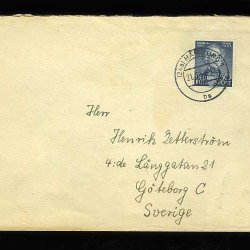 Herr
Henrik Zetterström
4:de Långgatan 21
Göteborg C
Sverige